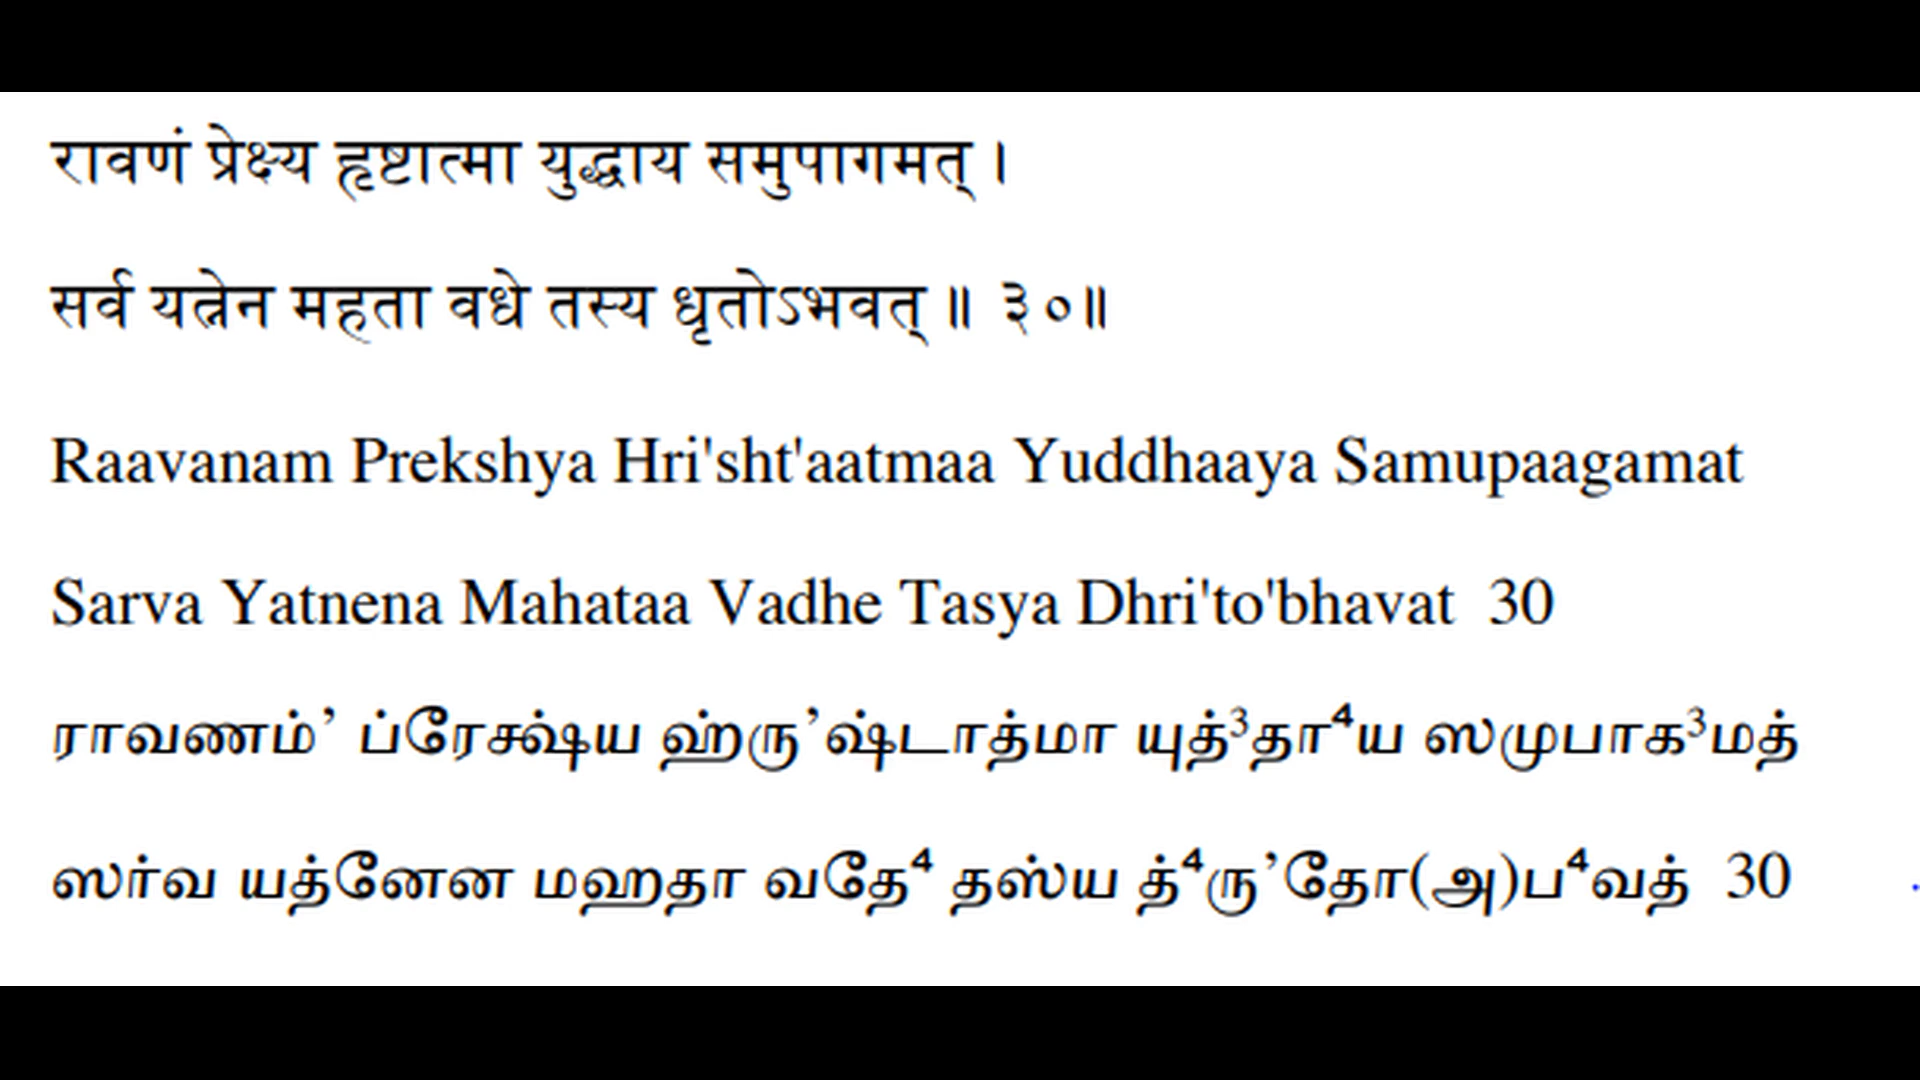 रावणं प्रेक्ष्य हृष्टात्मा युद्धाय समुपागमत् ।
सर्व यत्नेन महता वधे तस्य धृतोऽभवत् ॥ ३०॥
Raavanam Prekshya Hri'sht'aatmaa Yuddhaaya Samupaagamat
Sarva Yatnena Mahataa Vadhe Tasya Dhri'to'bhavat  30
ராவணம்ʼ ப்ரேக்ஷ்ய ஹ்ருʼஷ்டாத்மா யுத்³தா⁴ய ஸமுபாக³மத்
ஸர்வ யத்னேன மஹதா வதே⁴ தஸ்ய த்⁴ருʼதோ(அ)ப⁴வத்  30